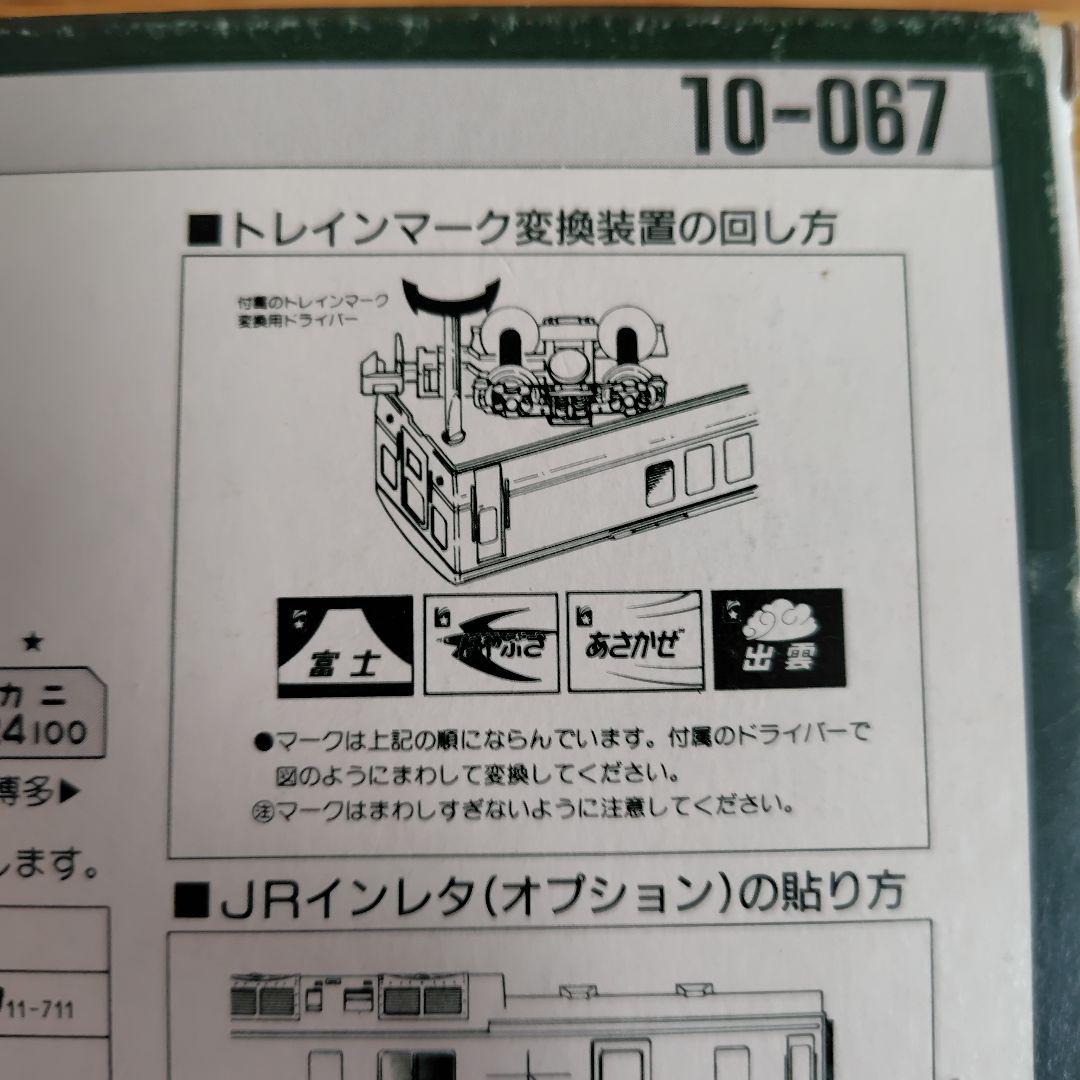 10-067
■トレインマーク変換装置の回し方
付属のトレインマーク
変換用ドライバー
富士
はやぶさ
あさかぜ
出雲
●マークは上記の順にならんでいます。付属のドライバーで
図のようにまわして変換してください。
㊟マークはまわしすぎないように注意してください。
★
カニ
24100
博多▶
します。
11-711
■JRインレタ(オプション)の貼り方